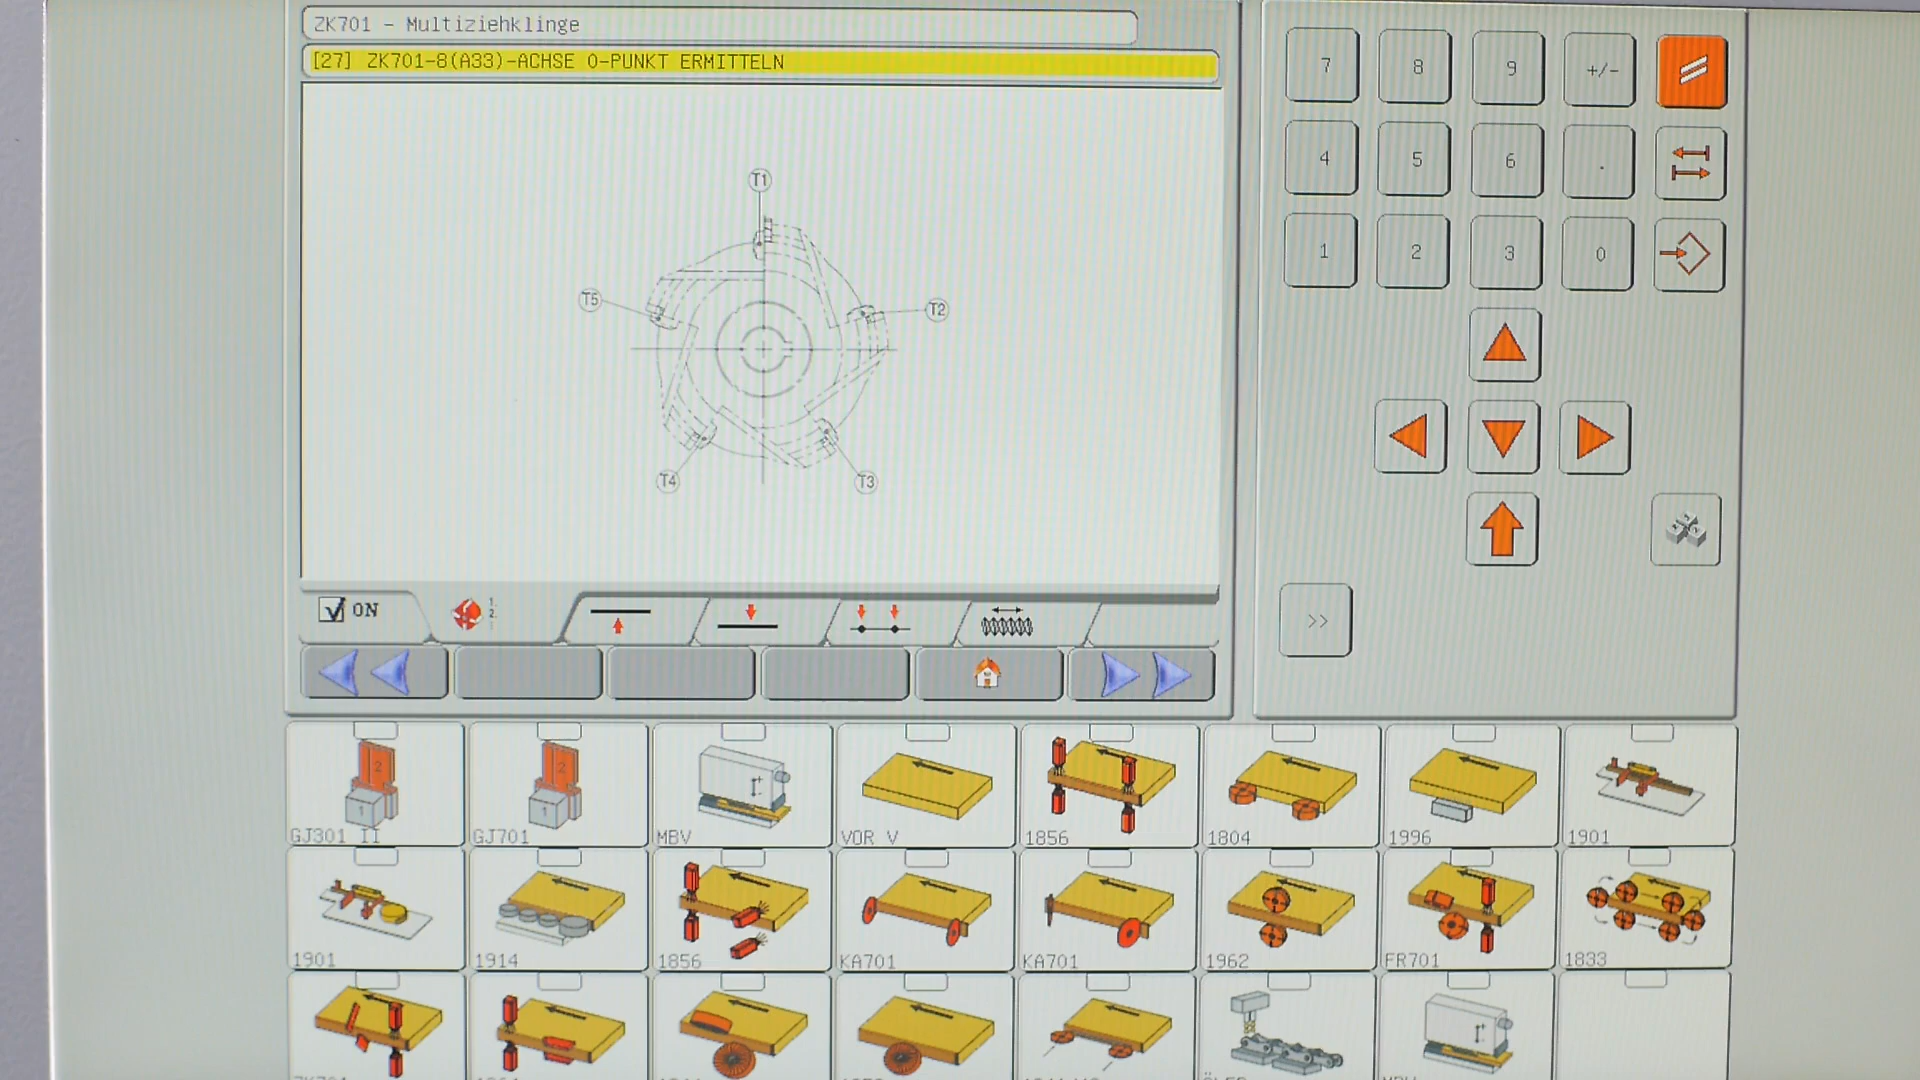 ZK701 - Multiziehklinge
[27] ZK701-8(A33)-ACHSE 0-PUNKT ERMITTELN
T1
T5
T2
T4
T3
ON
1.
2.
7 8 9 +/-
4 5 6 .
1 2 3 0
>>
GJ301 II
GJ701
MBV
VOR V
1856
1804
1996
1901
1901
1914
1856
KA701
KA701
1962
FR701
1833